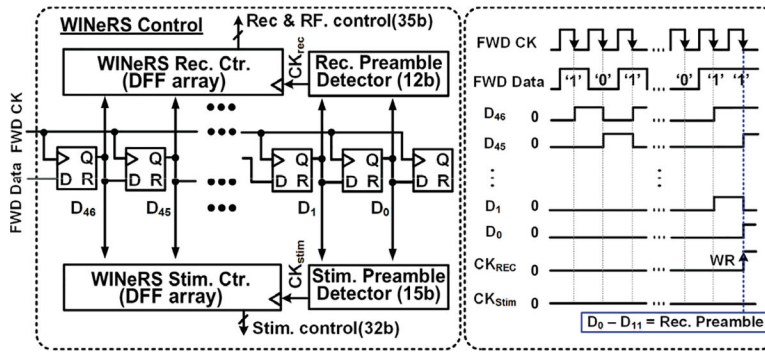 WINeRS Control
Rec & RF. control(35b)
WINeRS Rec. Ctr.
(DFF array)
CKrec
Rec. Preamble
Detector (12b)
FWD CK
FWD Data
Q
D R
Q
D R
Q
D R
Q
D R
Q
D R
D46
D45
D1
D0
WINeRS Stim. Ctr.
(DFF array)
CKstim
Stim. Preamble
Detector (15b)
Stim. control(32b)
FWD CK
FWD Data '1' '0' '1' '0' '1' '1'
D46 0
D45 0
D1 0
D0 0
CKREC 0
WR
CKStim 0
D0 – D11 = Rec. Preamble